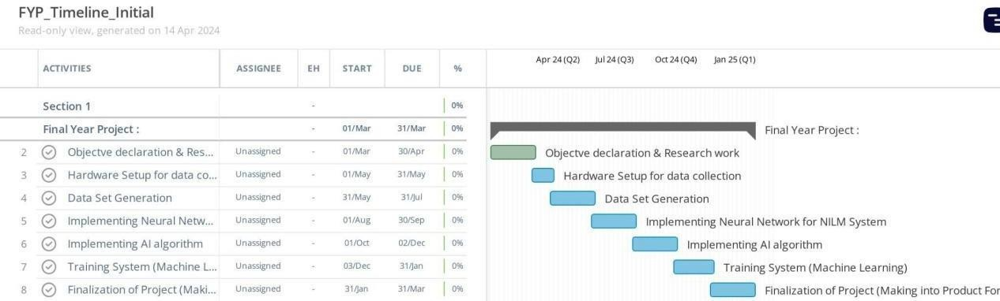 FYP_Timeline_Initial
Read-only view, generated on 14 Apr 2024
ACTIVITIES ASSIGNEE EH START DUE % Apr 24 (Q2) Jul 24 (Q3) Oct 24 (Q4) Jan 25 (Q1)
Section 1 - 0%
Final Year Project : - 01/Mar 31/Mar 0% Final Year Project :
2 Objectve declaration & Res... Unassigned - 01/Mar 30/Apr 0% Objectve declaration & Research work
3 Hardware Setup for data co... Unassigned - 01/May 31/May 0% Hardware Setup for data collection
4 Data Set Generation Unassigned - 31/May 31/Jul 0% Data Set Generation
5 Implementing Neural Netw... Unassigned - 01/Aug 30/Sep 0% Implementing Neural Network for NILM System
6 Implementing AI algorithm Unassigned - 01/Oct 02/Dec 0% Implementing AI algorithm
7 Training System (Machine L... Unassigned - 03/Dec 31/Jan 0% Training System (Machine Learning)
8 Finalization of Project (Maki... Unassigned - 31/Jan 31/Mar 0% Finalization of Project (Making into Product For